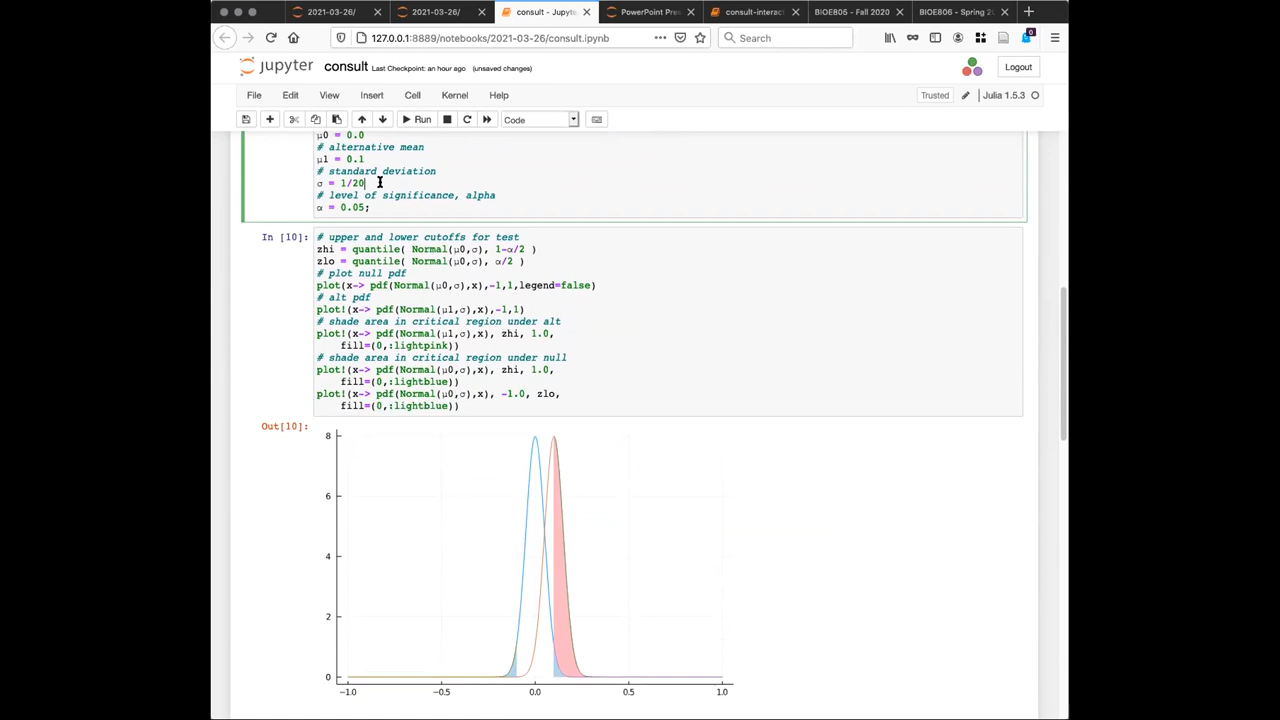 2021-03-26/
2021-03-26/
consult - Jupyte
PowerPoint Pres
consult-interac
BIOE805 - Fall 2020
BIOE806 - Spring 2
127.0.0.1:8889/notebooks/2021-03-26/consult.ipynb
Search
0
jupyter consult Last Checkpoint: an hour ago (unsaved changes)
Logout
File Edit View Insert Cell Kernel Help
Trusted
Julia 1.5.3
Run
Code
μ0 = 0.0
# alternative mean
μ1 = 0.1
# standard deviation
σ = 1/20
# level of significance, alpha
α = 0.05;
In [10]:
# upper and lower cutoffs for test
zhi = quantile( Normal(μ0,σ), 1-α/2 )
zlo = quantile( Normal(μ0,σ), α/2 )
# plot null pdf
plot(x-> pdf(Normal(μ0,σ),x),-1,1,legend=false)
# alt pdf
plot!(x-> pdf(Normal(μ1,σ),x),-1,1)
# shade area in critical region under alt
plot!(x-> pdf(Normal(μ1,σ),x), zhi, 1.0,
fill=(0,:lightpink))
# shade area in critical region under null
plot!(x-> pdf(Normal(μ0,σ),x), zhi, 1.0,
fill=(0,:lightblue))
plot!(x-> pdf(Normal(μ0,σ),x), -1.0, zlo,
fill=(0,:lightblue))
Out[10]:
8
6
4
2
0
−1.0 −0.5 0.0 0.5 1.0